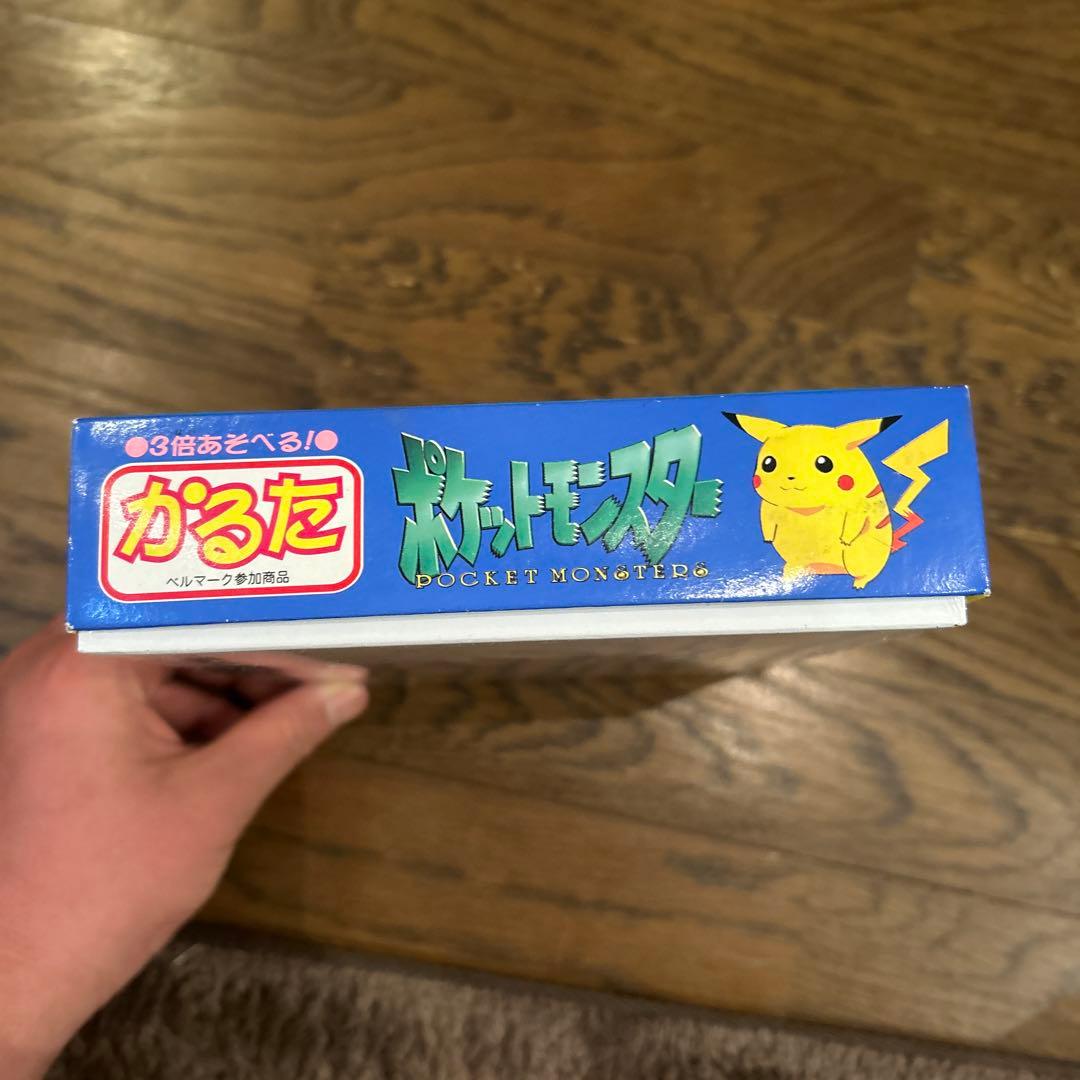 ●3倍あそべる!●
かるた
ベルマーク参加商品
ポケットモンスター
POCKET MONSTERS